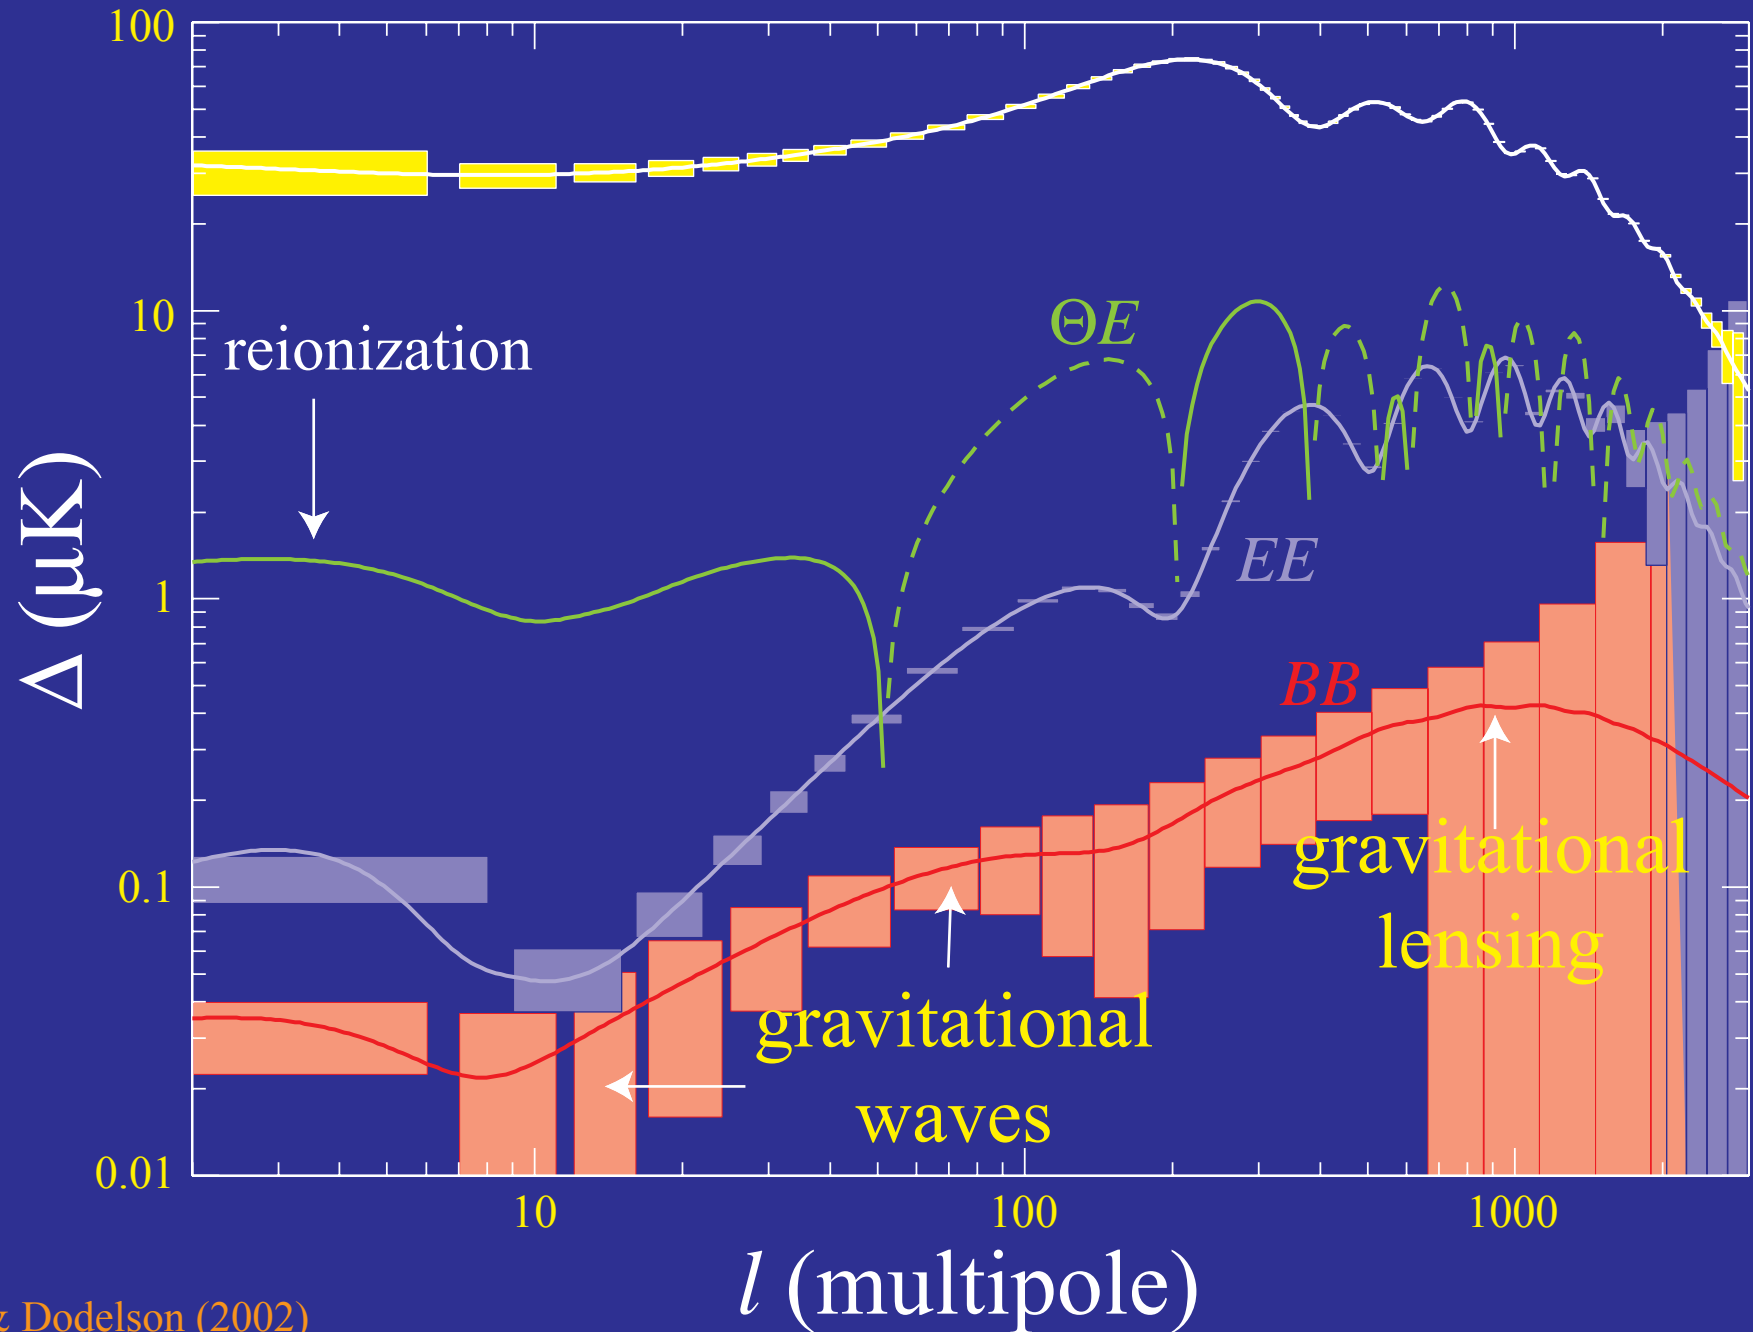 100
10
1
0.1
0.01
Δ (μK)
reionization
ΘE
EE
BB
gravitational
lensing
gravitational
waves
10
100
1000
l (multipole)
& Dodelson (2002)